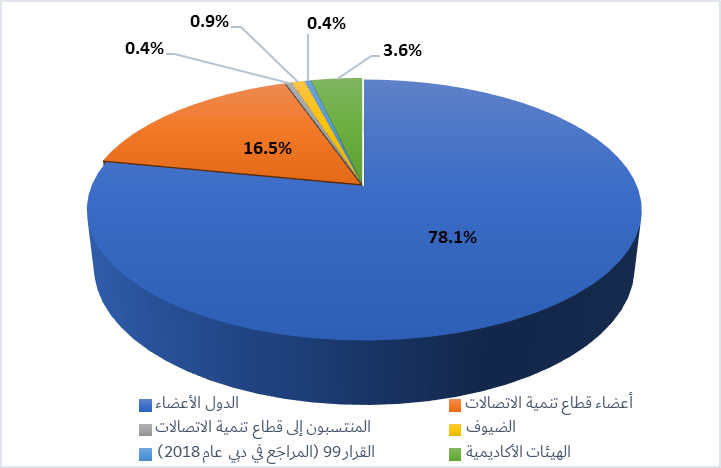 0.9%
0.4%
0.4%
3.6%
16.5%
78.1%
الدول الأعضاء
أعضاء قطاع تنمية الاتصالات
المنتسبون إلى قطاع تنمية الاتصالات
الضيوف
القرار 99 (المراجَع في دبي عام 2018)
الهيئات الأكاديمية